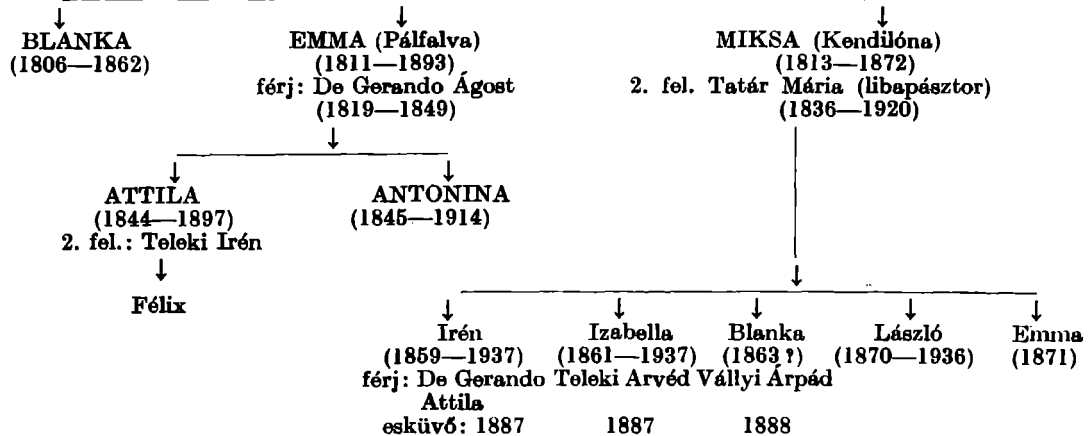 BLANKA EMMA (Pálfalva) MIKSA (Kendilóna)
(1806—1862) (1811—1893) (1813—1872)
férj: De Gerando Ágost 2. fel. Tatár Mária (libapásztor)
(1819—1849) (1836—1920)
ATTILA ANTONINA
(1844—1897) (1845—1914)
2. fel.: Teleki Irén
Félix
Irén Izabella Blanka László Emma
(1859—1937) (1861—1937) (1863 ?) (1870—1936) (1871)
férj: De Gerando Teleki Arvéd Vállyi Árpád
Attila
esküvő: 1887 1887 1888